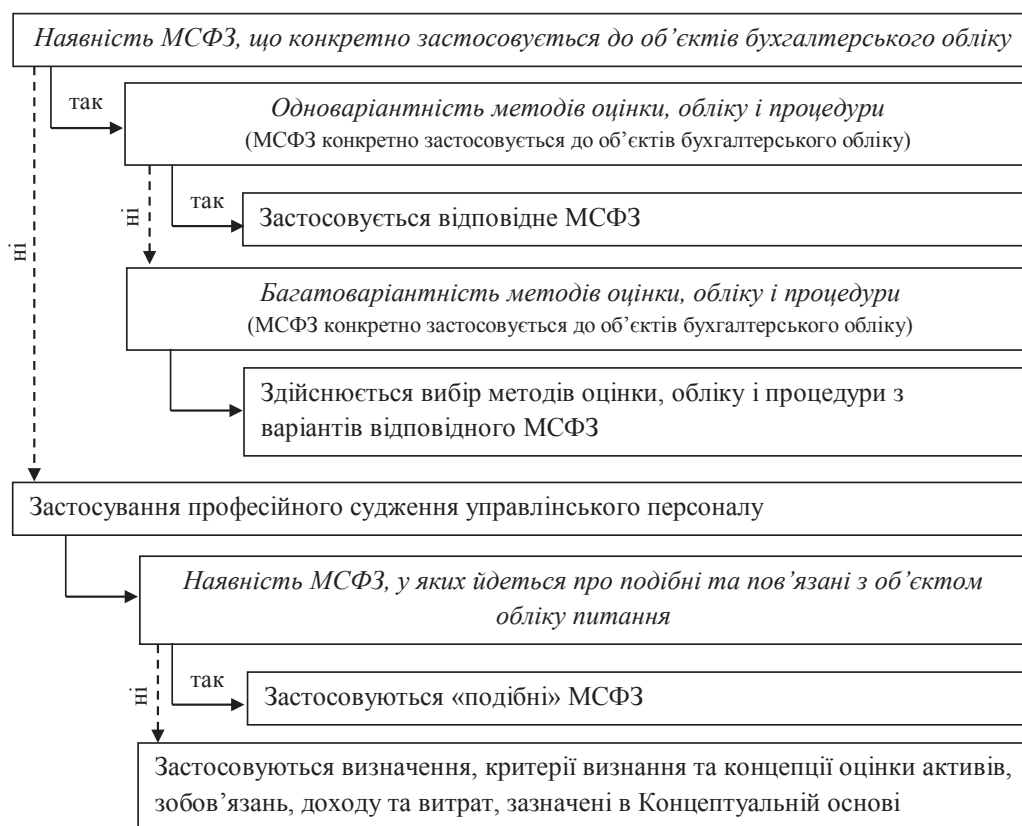 Наявність МСФЗ, що конкретно застосовується до об’єктів бухгалтерського обліку
так
Одноваріантність методів оцінки, обліку і процедури
(МСФЗ конкретно застосовується до об’єктів бухгалтерського обліку)
ні
ні
так
Застосовується відповідне МСФЗ
Багатоваріантність методів оцінки, обліку і процедури
(МСФЗ конкретно застосовується до об’єктів бухгалтерського обліку)
Здійснюється вибір методів оцінки, обліку і процедури з
варіантів відповідного МСФЗ
Застосування професійного судження управлінського персоналу
Наявність МСФЗ, у яких йдеться про подібні та пов’язані з об’єктом
обліку питання
ні
так
Застосовуються «подібні» МСФЗ
Застосовуються визначення, критерії визнання та концепції оцінки активів,
зобов’язань, доходу та витрат, зазначені в Концептуальній основі